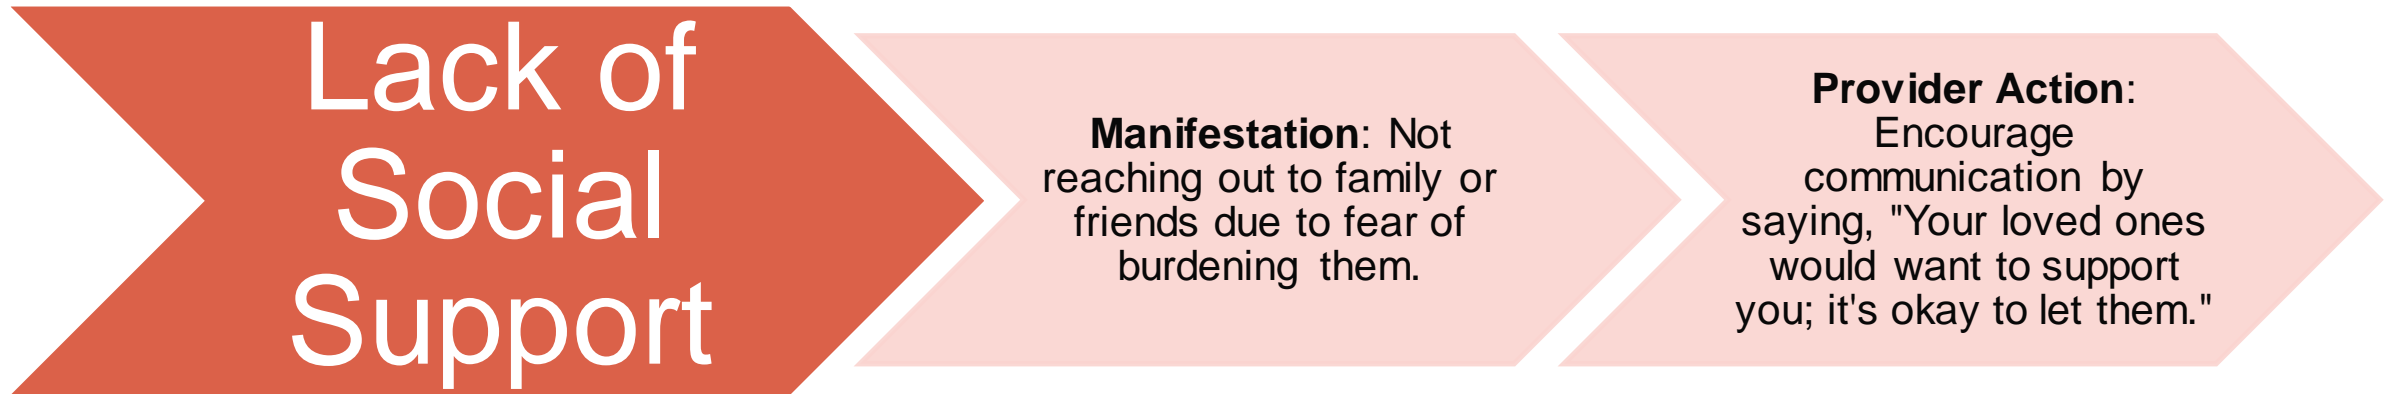 Lack of
Social
Support
Manifestation: Not
reaching out to family or
friends due to fear of
burdening them.
Provider Action:
Encourage
communication by
saying, "Your loved ones
would want to support
you; it's okay to let them."